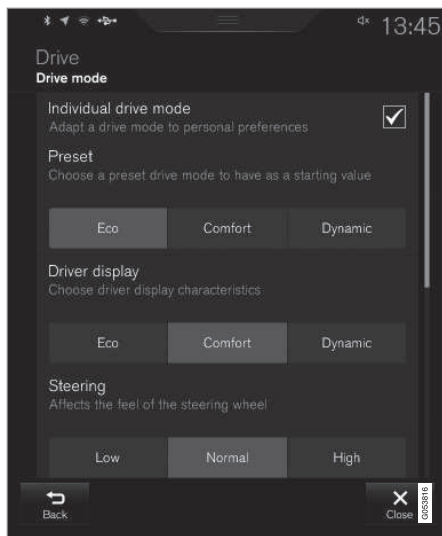 13:45
Drive
Drive mode
Individual drive mode
Adapt a drive mode to personal preferences
Preset
Choose a preset drive mode to have as a starting value
Eco Comfort Dynamic
Driver display
Choose driver display characteristics
Eco Comfort Dynamic
Steering
Affects the feel of the steering wheel
Low Normal High
Back Close
G053816